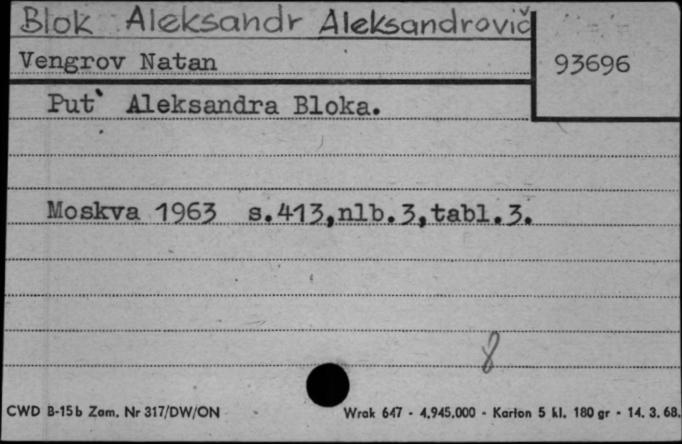 Blok Aleksandr Aleksandrovič
Vengrov Natan
93696
Put` Aleksandra Bloka.
Moskva 1963 s.413,nlb.3,tabl.3.
8
CWD B-15b Zam. Nr 317/DW/ON Wrak 647 - 4.945.000 - Karton 5 kl. 180 gr - 14. 3. 68.